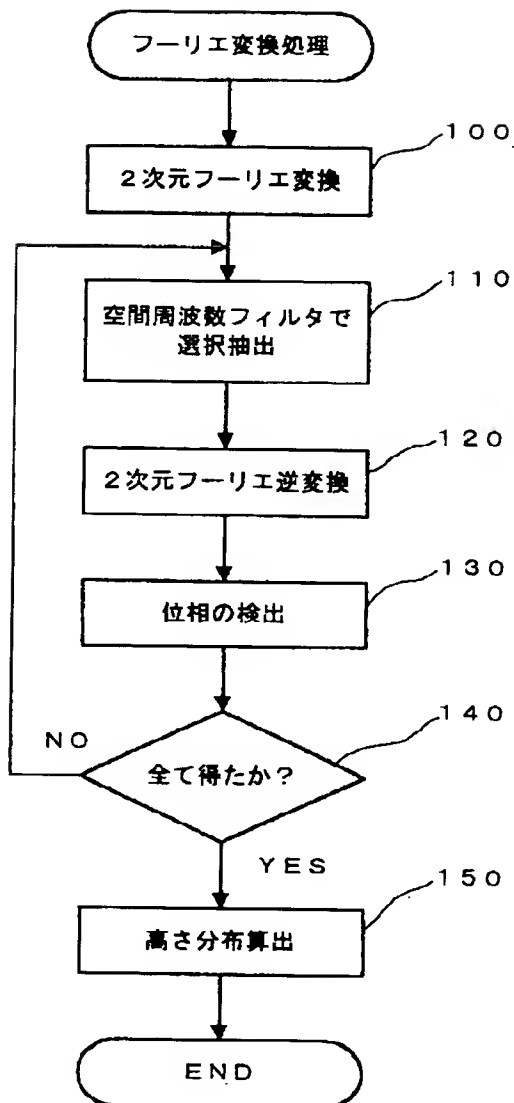 フーリエ変換処理
100
2次元フーリエ変換
110
空間周波数フィルタで
選択抽出
120
2次元フーリエ逆変換
130
位相の検出
140
NO
全て得たか？
YES
150
高さ分布算出
END